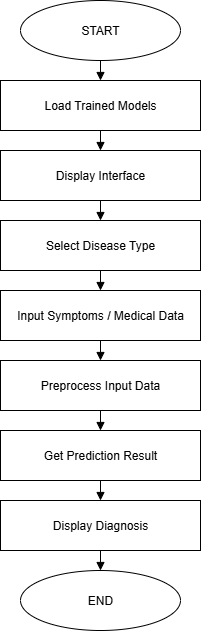 START
Load Trained Models
Display Interface
Select Disease Type
Input Symptoms / Medical Data
Preprocess Input Data
Get Prediction Result
Display Diagnosis
END